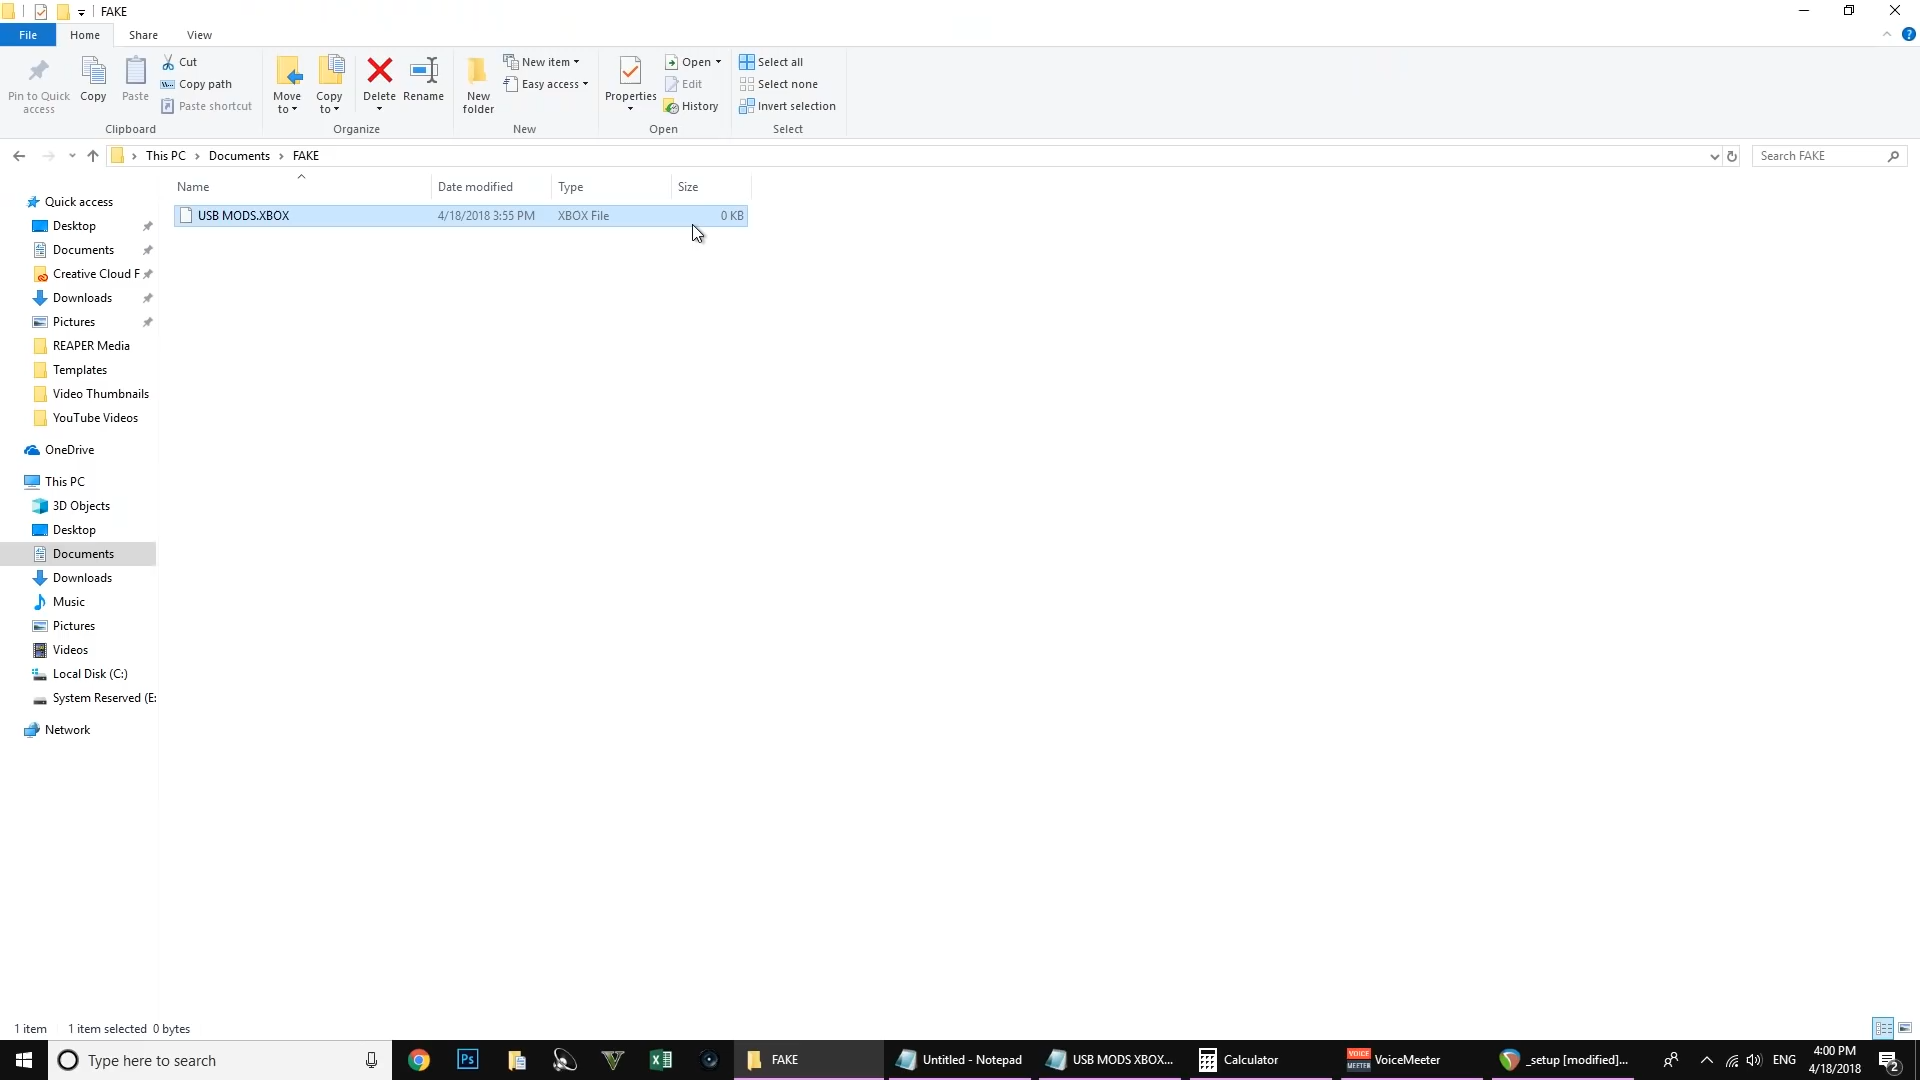 FAKE
File Home Share View
Pin to Quick access
Copy
Paste
Cut
Copy path
Paste shortcut
Clipboard
Move to
Copy to
Delete
Rename
Organize
New folder
New item
Easy access
New
Properties
Open
Edit
History
Open
Select all
Select none
Invert selection
Select
This PC > Documents > FAKE
Search FAKE
Name Date modified Type Size
USB MODS.XBOX 4/18/2018 3:55 PM XBOX File 0 KB
Quick access
Desktop
Documents
Creative Cloud F
Downloads
Pictures
REAPER Media
Templates
Video Thumbnails
YouTube Videos
OneDrive
This PC
3D Objects
Desktop
Documents
Downloads
Music
Pictures
Videos
Local Disk (C:)
System Reserved (E:
Network
1 item 1 item selected 0 bytes
Type here to search
Ps
FAKE
Untitled - Notepad
USB MODS XBOX...
Calculator
VOICE MEETER
VoiceMeeter
_setup [modified]...
ENG
4:00 PM
4/18/2018
2